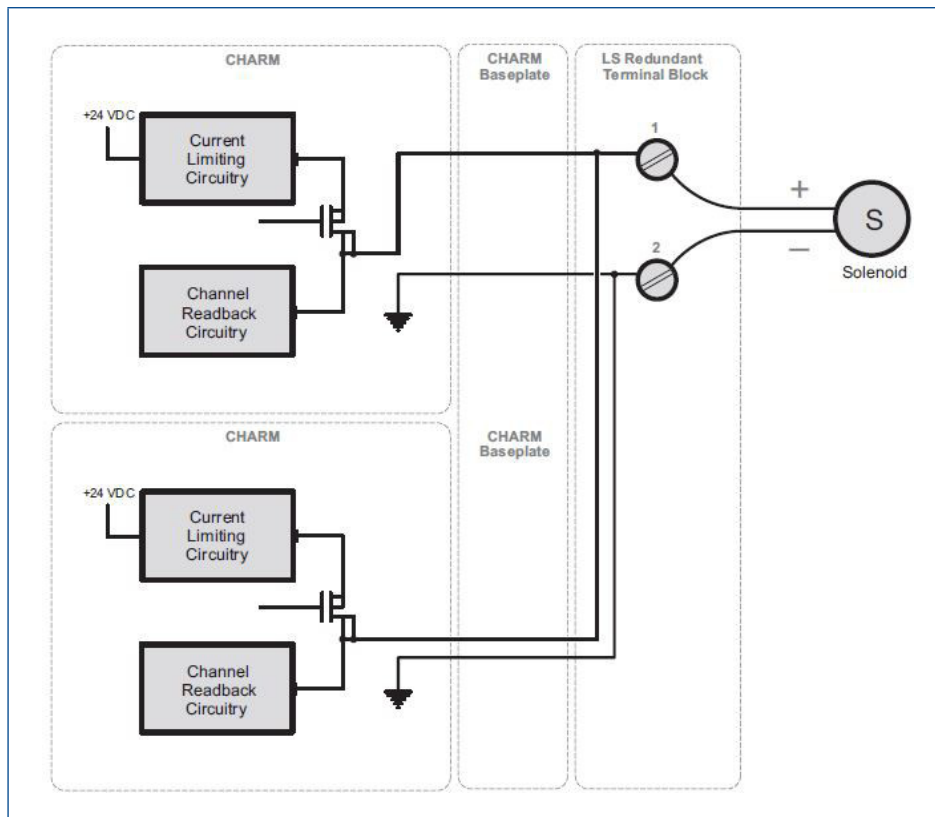 CHARM
CHARM
Baseplate
LS Redundant
Terminal Block
+24 VDC
Current
Limiting
Circuitry
1
+
S
2
–
Solenoid
Channel
Readback
Circuitry
CHARM
CHARM
Baseplate
+24 VDC
Current
Limiting
Circuitry
Channel
Readback
Circuitry